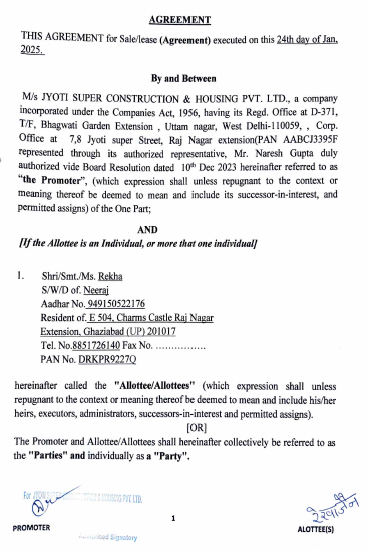 AGREEMENT
THIS AGREEMENT for Sale/lease (Agreement) executed on this 24th day of Jan,
2025.
By and Between
M/s JYOTI SUPER CONSTRUCTION & HOUSING PVT. LTD., a company
incorporated under the Companies Act, 1956, having its Regd. Office at D-371,
T/F, Bhagwati Garden Extension , Uttam nagar, West Delhi-110059, , Corp.
Office at 7,8 Jyoti super Street, Raj Nagar extension(PAN AABCJ3395F
represented through its authorized representative, Mr. Naresh Gupta duly
authorized vide Board Resolution dated 10th Dec 2023 hereinafter referred to as
"the Promoter", (which expression shall unless repugnant to the context or
meaning thereof be deemed to mean and include its successor-in-interest, and
permitted assigns) of the One Part;
AND
[If the Allottee is an Individual, or more that one individual]
1. Shri/Smt./Ms. Rekha
S/W/D of. Neeraj
Aadhar No. 949150522176
Resident of. E 504, Charms Castle Raj Nagar
Extension, Ghaziabad (UP) 201017
Tel. No.8851726140 Fax No. ................
PAN No. DRKPR9227Q
hereinafter called the "Allottee/Allottees" (which expression shall unless
repugnant to the context or meaning thereof be deemed to mean and include his/her
heirs, executors, administrators, successors-in-interest and permitted assigns).
[OR]
The Promoter and Allottee/Allottees shall hereinafter collectively be referred to as
the "Parties" and individually as a "Party".
For JYOTI SUPER CONSTRUCTION & HOUSING PVT. LTD.
1
PROMOTER
Authorised Signatory
ALOTTEE(S)